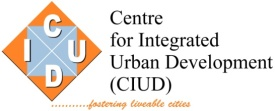 C
I U
D
Centre
for Integrated
Urban Development
(CIUD)
...........fostering liveable cities